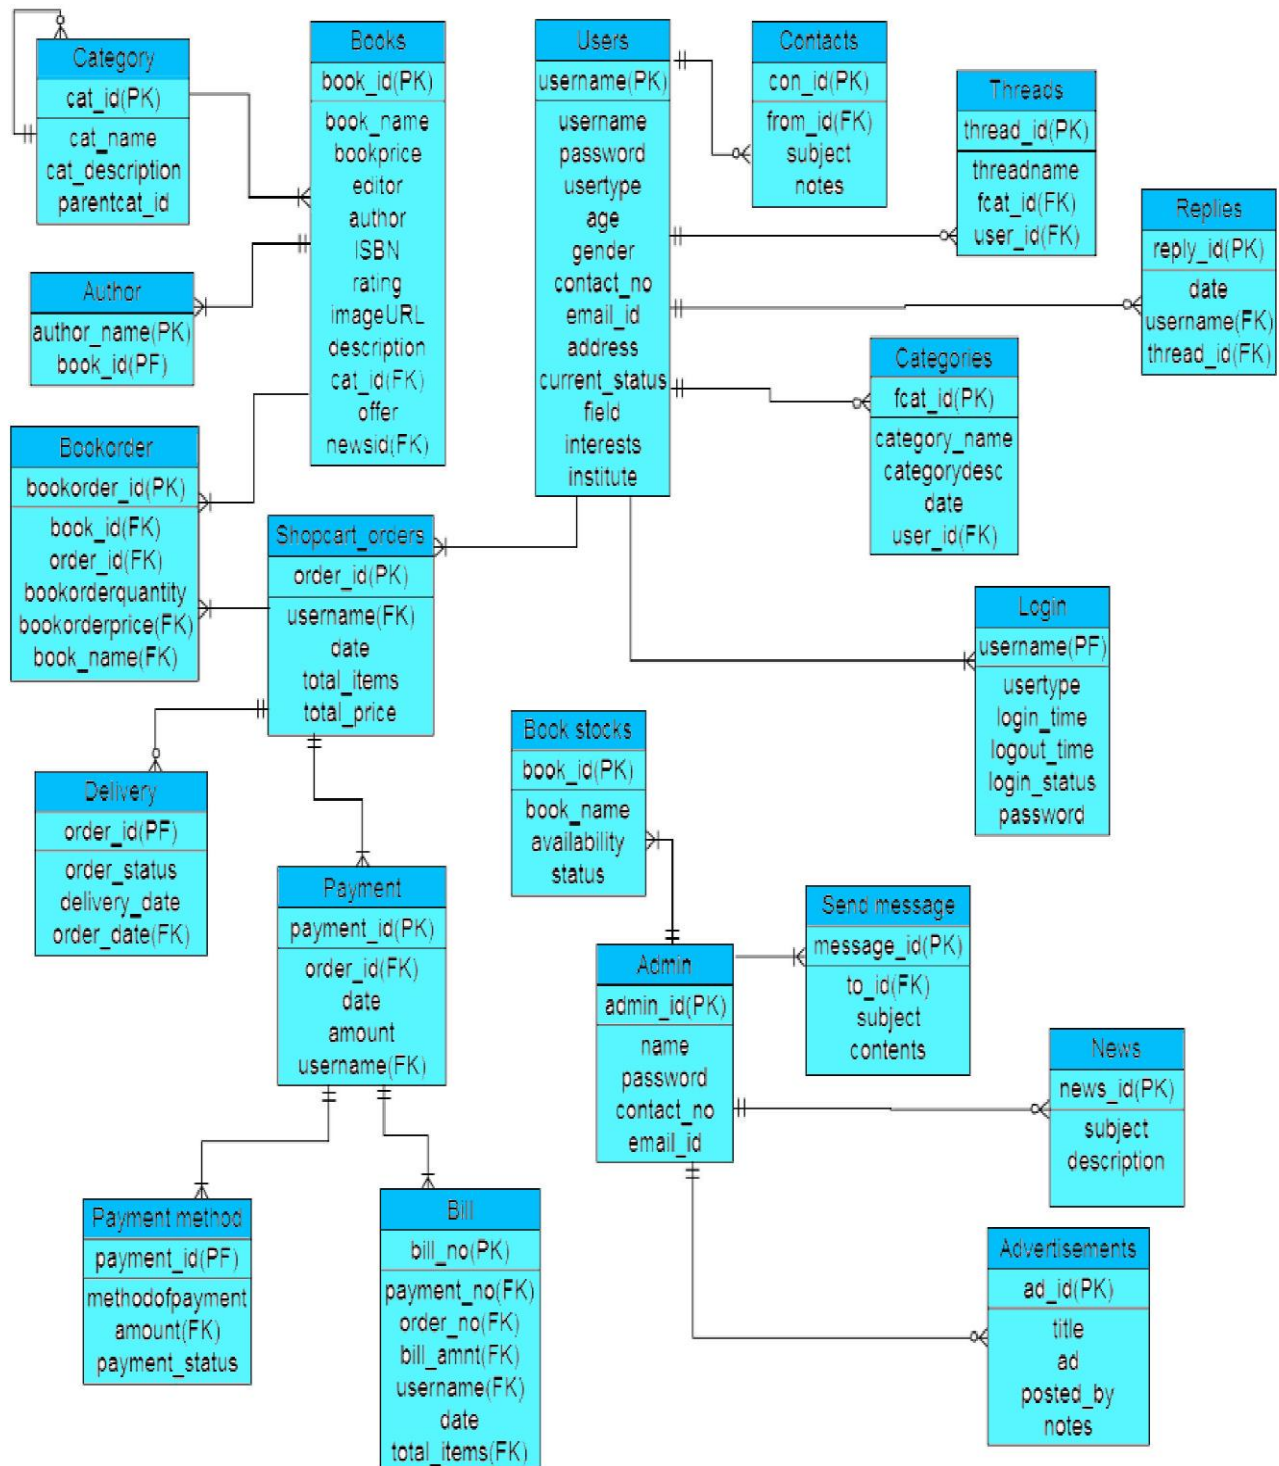 Category
cat_id(PK)
cat_name
cat_description
parentcat_id
Books
book_id(PK)
book_name
bookprice
editor
author
ISBN
rating
imageURL
description
cat_id(FK)
offer
newsid(FK)
Users
username(PK)
username
password
usertype
age
gender
contact_no
email_id
address
current_status
field
interests
institute
Contacts
con_id(PK)
from_id(FK)
subject
notes
Threads
thread_id(PK)
threadname
fcat_id(FK)
user_id(FK)
Replies
reply_id(PK)
date
username(FK)
thread_id(FK)
Author
author_name(PK)
book_id(PF)
Categories
fcat_id(PK)
category_name
categorydesc
date
user_id(FK)
Bookorder
bookorder_id(PK)
book_id(FK)
order_id(FK)
bookorderquantity
bookorderprice(FK)
book_name(FK)
Shopcart_orders
order_id(PK)
username(FK)
date
total_items
total_price
Login
username(PF)
usertype
login_time
logout_time
login_status
password
Book stocks
book_id(PK)
book_name
availability
status
Delivery
order_id(PF)
order_status
delivery_date
order_date(FK)
Payment
payment_id(PK)
order_id(FK)
date
amount
username(FK)
Send message
message_id(PK)
to_id(FK)
subject
contents
Admin
admin_id(PK)
name
password
contact_no
email_id
News
news_id(PK)
subject
description
Payment method
payment_id(PF)
methodofpayment
amount(FK)
payment_status
Bill
bill_no(PK)
payment_no(FK)
order_no(FK)
bill_amnt(FK)
username(FK)
date
total_items(FK)
Advertisements
ad_id(PK)
title
ad
posted_by
notes